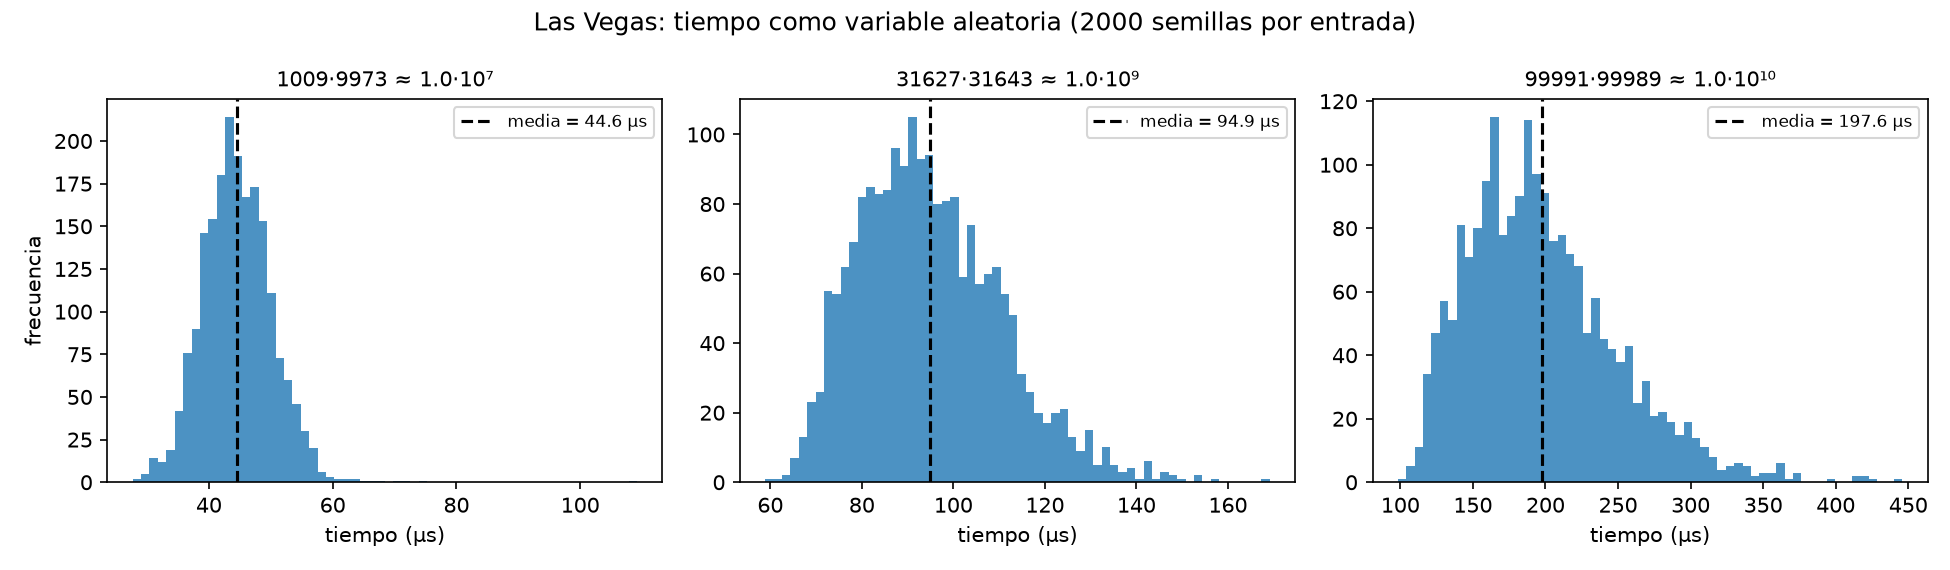 Las Vegas: tiempo como variable aleatoria (2000 semillas por entrada)
1009·9973 ≈ 1.0·10⁷
media = 44.6 µs
200
175
150
125
100
75
50
25
0
frecuencia
40 60 80 100
tiempo (µs)
31627·31643 ≈ 1.0·10⁹
media = 94.9 µs
100
80
60
40
20
0
60 80 100 120 140 160
tiempo (µs)
99991·99989 ≈ 1.0·10¹⁰
media = 197.6 µs
120
100
80
60
40
20
0
100 150 200 250 300 350 400 450
tiempo (µs)